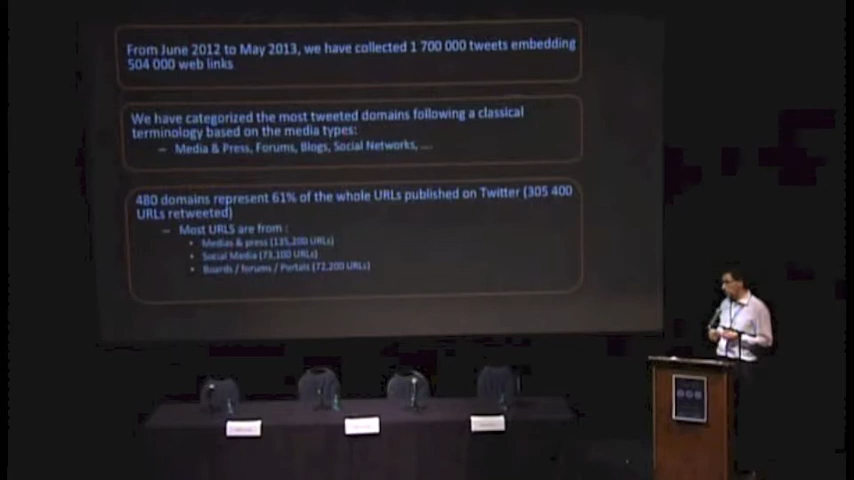 From June 2012 to May 2013, we have collected 1 700 000 tweets embedding
504 000 web links
We have categorized the most tweeted domains following a classical
terminology based on the media types:
– Media & Press, Forums, Blogs, Social Networks, ....
480 domains represent 61% of the whole URLs published on Twitter (305 400
URLs retweeted)
– Most URLS are from :
• Medias & press (135,200 URLs)
• Social Media (73,100 URLs)
• Boards / forums / Portals (72,200 URLs)